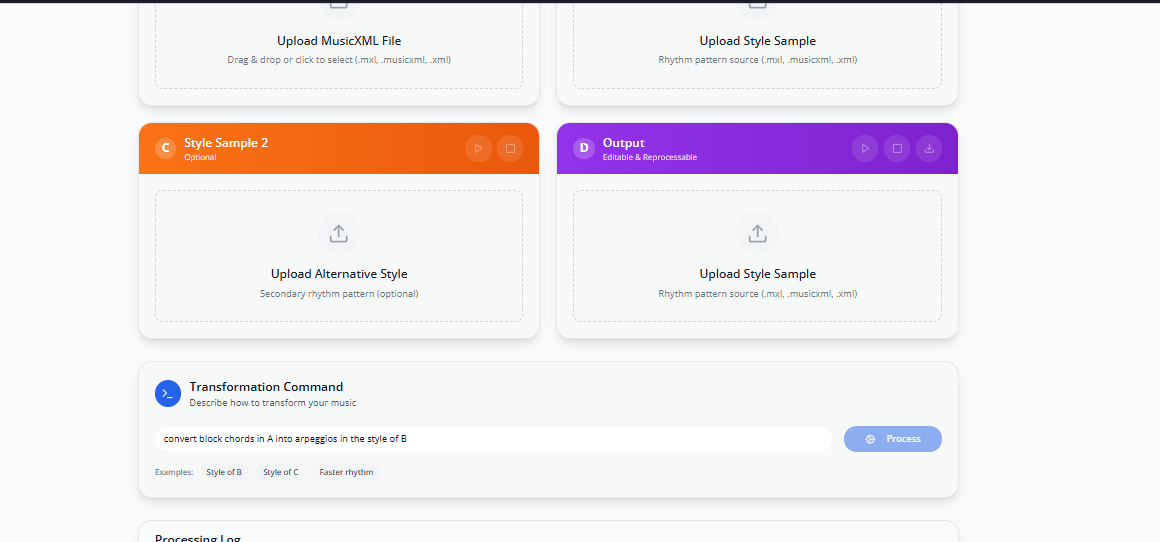 Upload MusicXML File
Drag & drop or click to select (.mxl, .musicxml, .xml)
Upload Style Sample
Rhythm pattern source (.mxl, .musicxml, .xml)
C
Style Sample 2
Optional
D
Output
Editable & Reprocessable
Upload Alternative Style
Secondary rhythm pattern (optional)
Upload Style Sample
Rhythm pattern source (.mxl, .musicxml, .xml)
Transformation Command
Describe how to transform your music
convert block chords in A into arpeggios in the style of B
Process
Examples: Style of B Style of C Faster rhythm
Processing Log